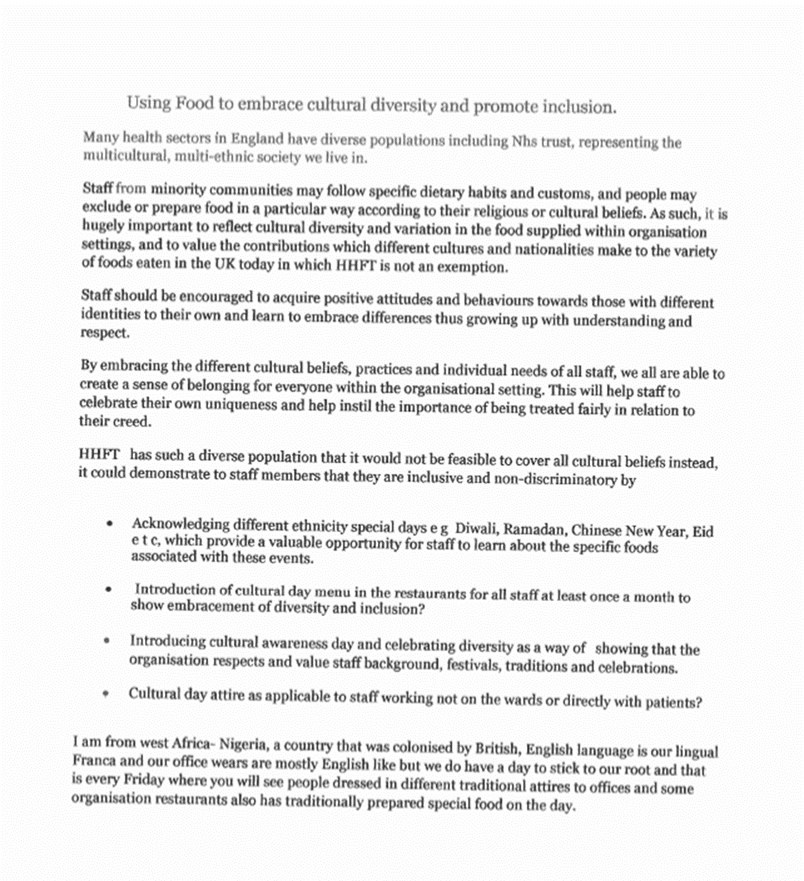 Using Food to embrace cultural diversity and promote inclusion.
Many health sectors in England have diverse populations including Nhs trust, representing the
multicultural, multi-ethnic society we live in.
Staff from minority communities may follow specific dietary habits and customs, and people may
exclude or prepare food in a particular way according to their religious or cultural beliefs. As such, it is
hugely important to reflect cultural diversity and variation in the food supplied within organisation
settings, and to value the contributions which different cultures and nationalities make to the variety
of foods eaten in the UK today in which HHFT is not an exemption.
Staff should be encouraged to acquire positive attitudes and behaviours towards those with different
identities to their own and learn to embrace differences thus growing up with understanding and
respect.
By embracing the different cultural beliefs, practices and individual needs of all staff, we all are able to
create a sense of belonging for everyone within the organisational setting. This will help staff to
celebrate their own uniqueness and help instil the importance of being treated fairly in relation to
their creed.
HHFT has such a diverse population that it would not be feasible to cover all cultural beliefs instead,
it could demonstrate to staff members that they are inclusive and non-discriminatory by
• Acknowledging different ethnicity special days e g Diwali, Ramadan, Chinese New Year, Eid
e t c, which provide a valuable opportunity for staff to learn about the specific foods
associated with these events.
• Introduction of cultural day menu in the restaurants for all staff at least once a month to
show embracement of diversity and inclusion?
• Introducing cultural awareness day and celebrating diversity as a way of showing that the
organisation respects and value staff background, festivals, traditions and celebrations.
• Cultural day attire as applicable to staff working not on the wards or directly with patients?
I am from west Africa- Nigeria, a country that was colonised by British, English language is our lingual
Franca and our office wears are mostly English like but we do have a day to stick to our root and that
is every Friday where you will see people dressed in different traditional attires to offices and some
organisation restaurants also has traditionally prepared special food on the day.